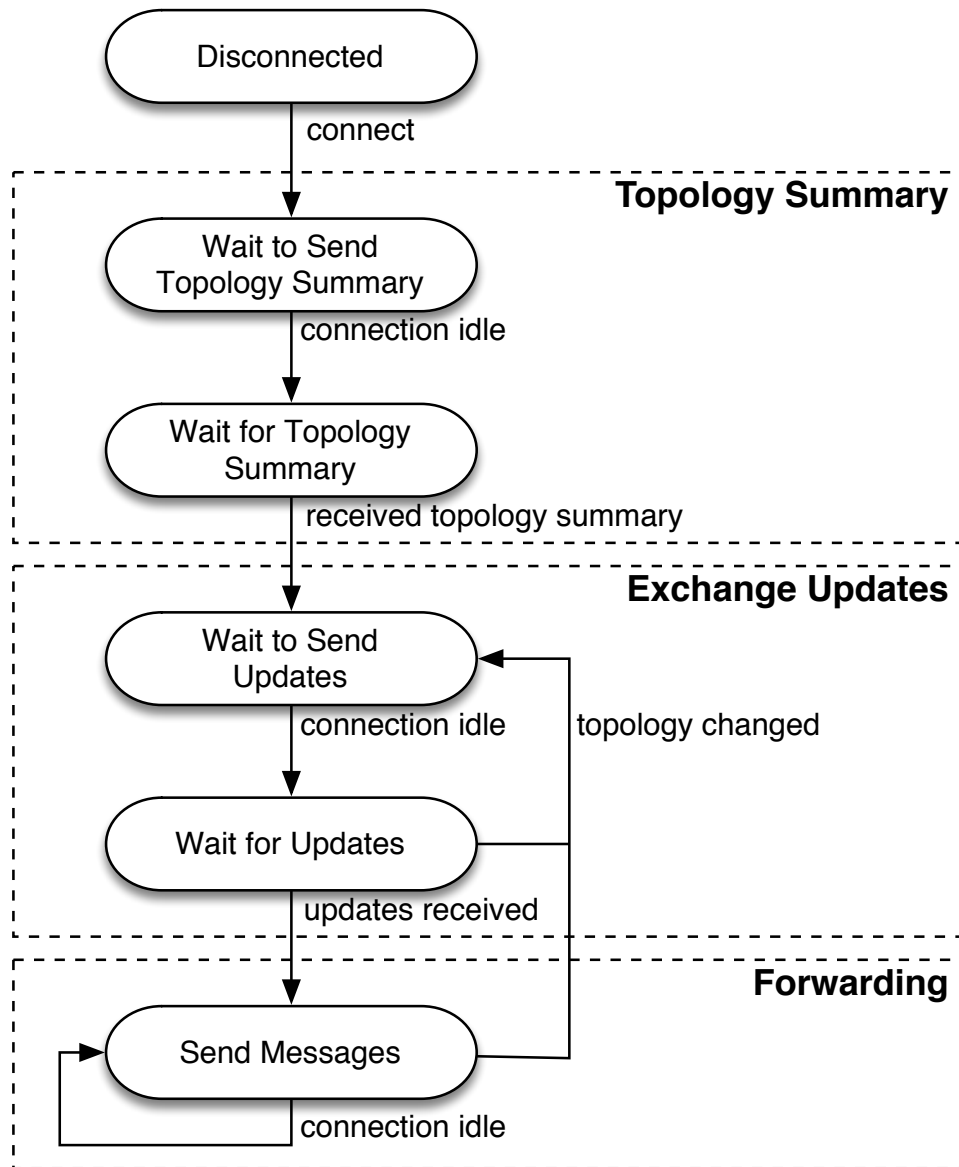 Disconnected
connect
Topology Summary
Wait to Send
Topology Summary
connection idle
Wait for Topology
Summary
received topology summary
Exchange Updates
Wait to Send
Updates
connection idle
topology changed
Wait for Updates
updates received
Forwarding
Send Messages
connection idle